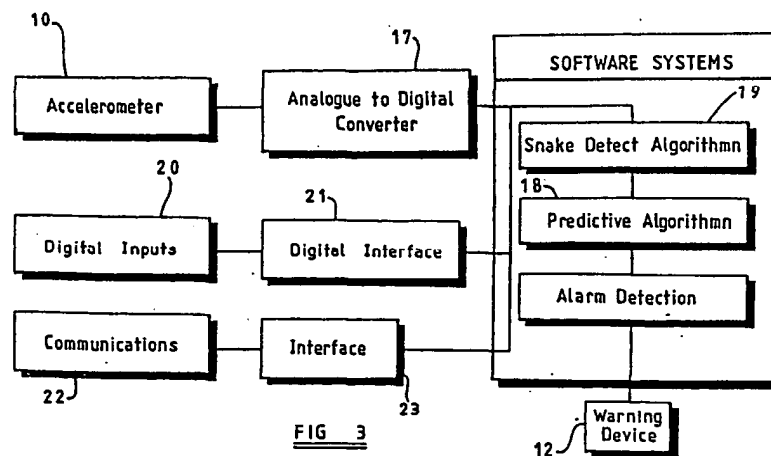 10
17
SOFTWARE SYSTEMS
Accelerometer
Analogue to Digital
Converter
19
Snake Detect Algorithmn
20
21
18
Predictive Algorithmn
Digital Inputs
Digital Interface
Alarm Detection
Communications
Interface
22
23
Warning
Device
12
FIG 3